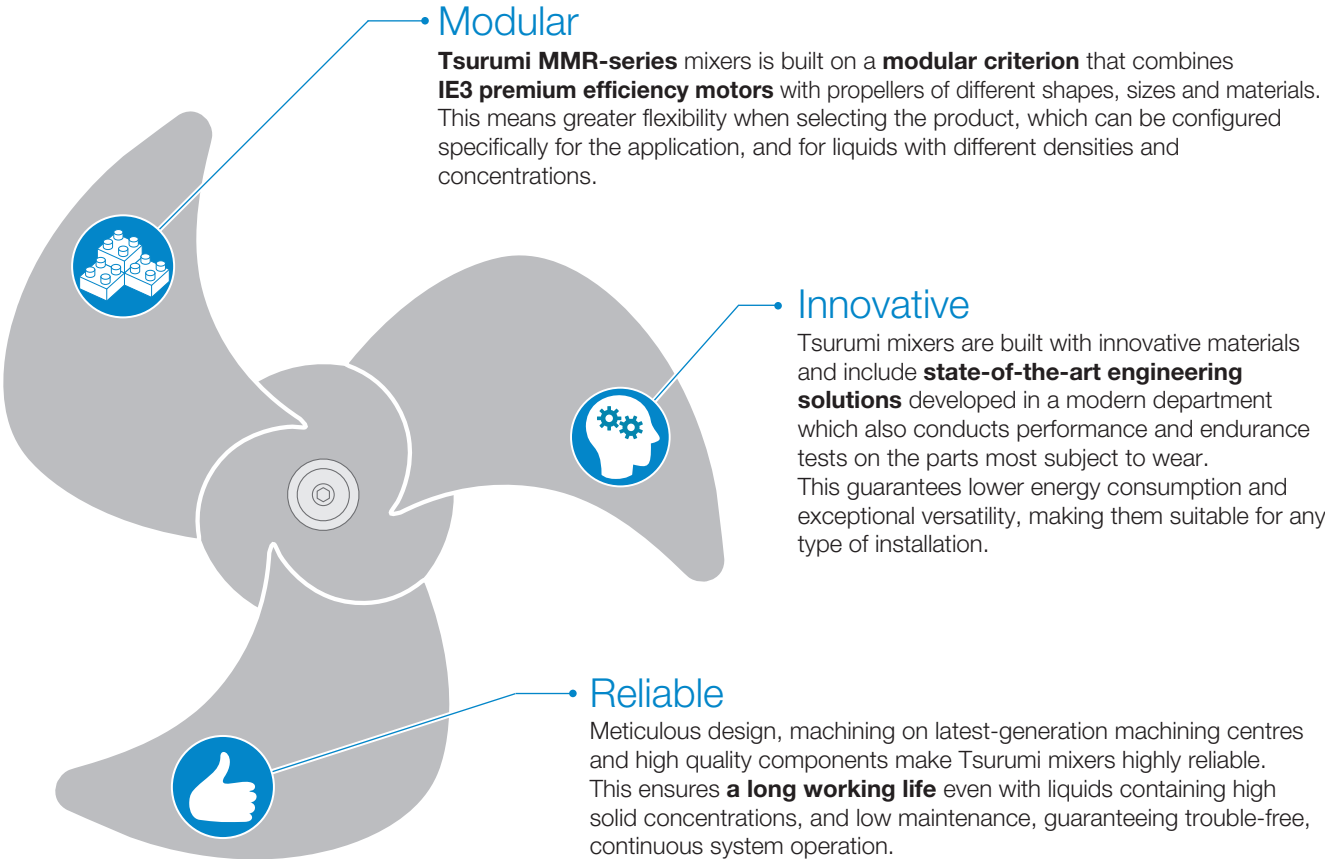 Modular
Tsurumi MMR-series mixers is built on a modular criterion that combines
IE3 premium efficiency motors with propellers of different shapes, sizes and materials.
This means greater flexibility when selecting the product, which can be configured
specifically for the application, and for liquids with different densities and
concentrations.
Innovative
Tsurumi mixers are built with innovative materials
and include state-of-the-art engineering
solutions developed in a modern department
which also conducts performance and endurance
tests on the parts most subject to wear.
This guarantees lower energy consumption and
exceptional versatility, making them suitable for any
type of installation.
Reliable
Meticulous design, machining on latest-generation machining centres
and high quality components make Tsurumi mixers highly reliable.
This ensures a long working life even with liquids containing high
solid concentrations, and low maintenance, guaranteeing trouble-free,
continuous system operation.